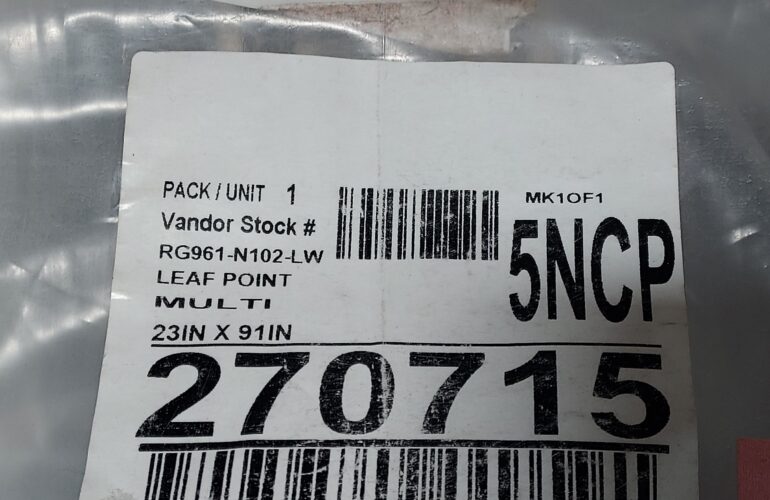 PACK / UNIT 1
MK1OF1
Vandor Stock #
5NCP
RG961-N102-LW
LEAF POINT
MULTI
23IN X 91IN
270715